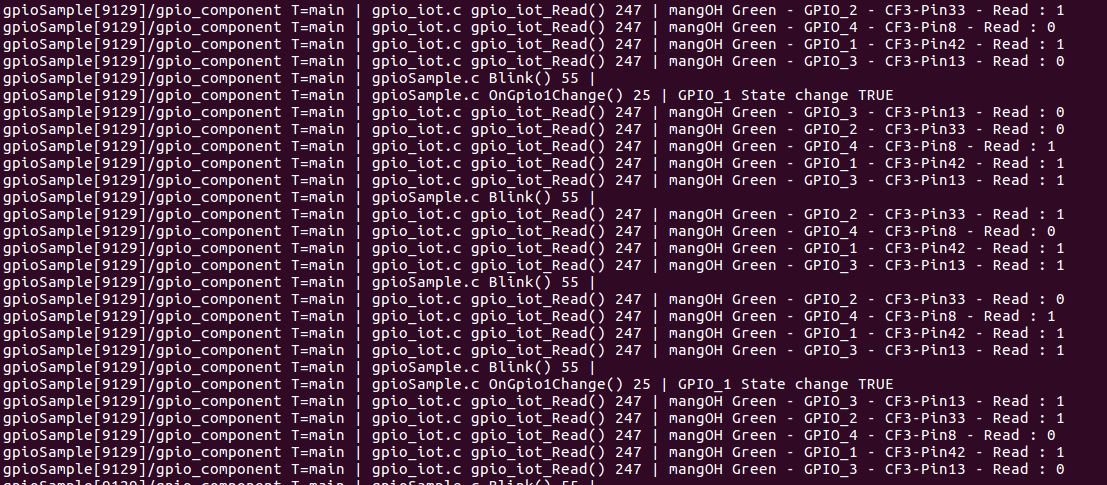 gpioSample[9129]/gpio_component T=main | gpio_iot.c gpio_iot_Read() 247 | mangOH Green - GPIO_2 - CF3-Pin33 - Read : 1
gpioSample[9129]/gpio_component T=main | gpio_iot.c gpio_iot_Read() 247 | mangOH Green - GPIO_4 - CF3-Pin8 - Read : 0
gpioSample[9129]/gpio_component T=main | gpio_iot.c gpio_iot_Read() 247 | mangOH Green - GPIO_1 - CF3-Pin42 - Read : 1
gpioSample[9129]/gpio_component T=main | gpio_iot.c gpio_iot_Read() 247 | mangOH Green - GPIO_3 - CF3-Pin13 - Read : 0
gpioSample[9129]/gpio_component T=main | gpioSample.c Blink() 55 |
gpioSample[9129]/gpio_component T=main | gpioSample.c OnGpio1Change() 25 | GPIO_1 State change TRUE
gpioSample[9129]/gpio_component T=main | gpio_iot.c gpio_iot_Read() 247 | mangOH Green - GPIO_3 - CF3-Pin13 - Read : 0
gpioSample[9129]/gpio_component T=main | gpio_iot.c gpio_iot_Read() 247 | mangOH Green - GPIO_2 - CF3-Pin33 - Read : 0
gpioSample[9129]/gpio_component T=main | gpio_iot.c gpio_iot_Read() 247 | mangOH Green - GPIO_4 - CF3-Pin8 - Read : 1
gpioSample[9129]/gpio_component T=main | gpio_iot.c gpio_iot_Read() 247 | mangOH Green - GPIO_1 - CF3-Pin42 - Read : 1
gpioSample[9129]/gpio_component T=main | gpio_iot.c gpio_iot_Read() 247 | mangOH Green - GPIO_3 - CF3-Pin13 - Read : 1
gpioSample[9129]/gpio_component T=main | gpioSample.c Blink() 55 |
gpioSample[9129]/gpio_component T=main | gpio_iot.c gpio_iot_Read() 247 | mangOH Green - GPIO_2 - CF3-Pin33 - Read : 1
gpioSample[9129]/gpio_component T=main | gpio_iot.c gpio_iot_Read() 247 | mangOH Green - GPIO_4 - CF3-Pin8 - Read : 0
gpioSample[9129]/gpio_component T=main | gpio_iot.c gpio_iot_Read() 247 | mangOH Green - GPIO_1 - CF3-Pin42 - Read : 1
gpioSample[9129]/gpio_component T=main | gpio_iot.c gpio_iot_Read() 247 | mangOH Green - GPIO_3 - CF3-Pin13 - Read : 1
gpioSample[9129]/gpio_component T=main | gpioSample.c Blink() 55 |
gpioSample[9129]/gpio_component T=main | gpio_iot.c gpio_iot_Read() 247 | mangOH Green - GPIO_2 - CF3-Pin33 - Read : 0
gpioSample[9129]/gpio_component T=main | gpio_iot.c gpio_iot_Read() 247 | mangOH Green - GPIO_4 - CF3-Pin8 - Read : 1
gpioSample[9129]/gpio_component T=main | gpio_iot.c gpio_iot_Read() 247 | mangOH Green - GPIO_1 - CF3-Pin42 - Read : 1
gpioSample[9129]/gpio_component T=main | gpio_iot.c gpio_iot_Read() 247 | mangOH Green - GPIO_3 - CF3-Pin13 - Read : 1
gpioSample[9129]/gpio_component T=main | gpioSample.c Blink() 55 |
gpioSample[9129]/gpio_component T=main | gpioSample.c OnGpio1Change() 25 | GPIO_1 State change TRUE
gpioSample[9129]/gpio_component T=main | gpio_iot.c gpio_iot_Read() 247 | mangOH Green - GPIO_3 - CF3-Pin13 - Read : 1
gpioSample[9129]/gpio_component T=main | gpio_iot.c gpio_iot_Read() 247 | mangOH Green - GPIO_2 - CF3-Pin33 - Read : 1
gpioSample[9129]/gpio_component T=main | gpio_iot.c gpio_iot_Read() 247 | mangOH Green - GPIO_4 - CF3-Pin8 - Read : 0
gpioSample[9129]/gpio_component T=main | gpio_iot.c gpio_iot_Read() 247 | mangOH Green - GPIO_1 - CF3-Pin42 - Read : 1
gpioSample[9129]/gpio_component T=main | gpio_iot.c gpio_iot_Read() 247 | mangOH Green - GPIO_3 - CF3-Pin13 - Read : 0
gpioSample[9129]/gpio_component T=main | gpioSample.c Blink() 55 |